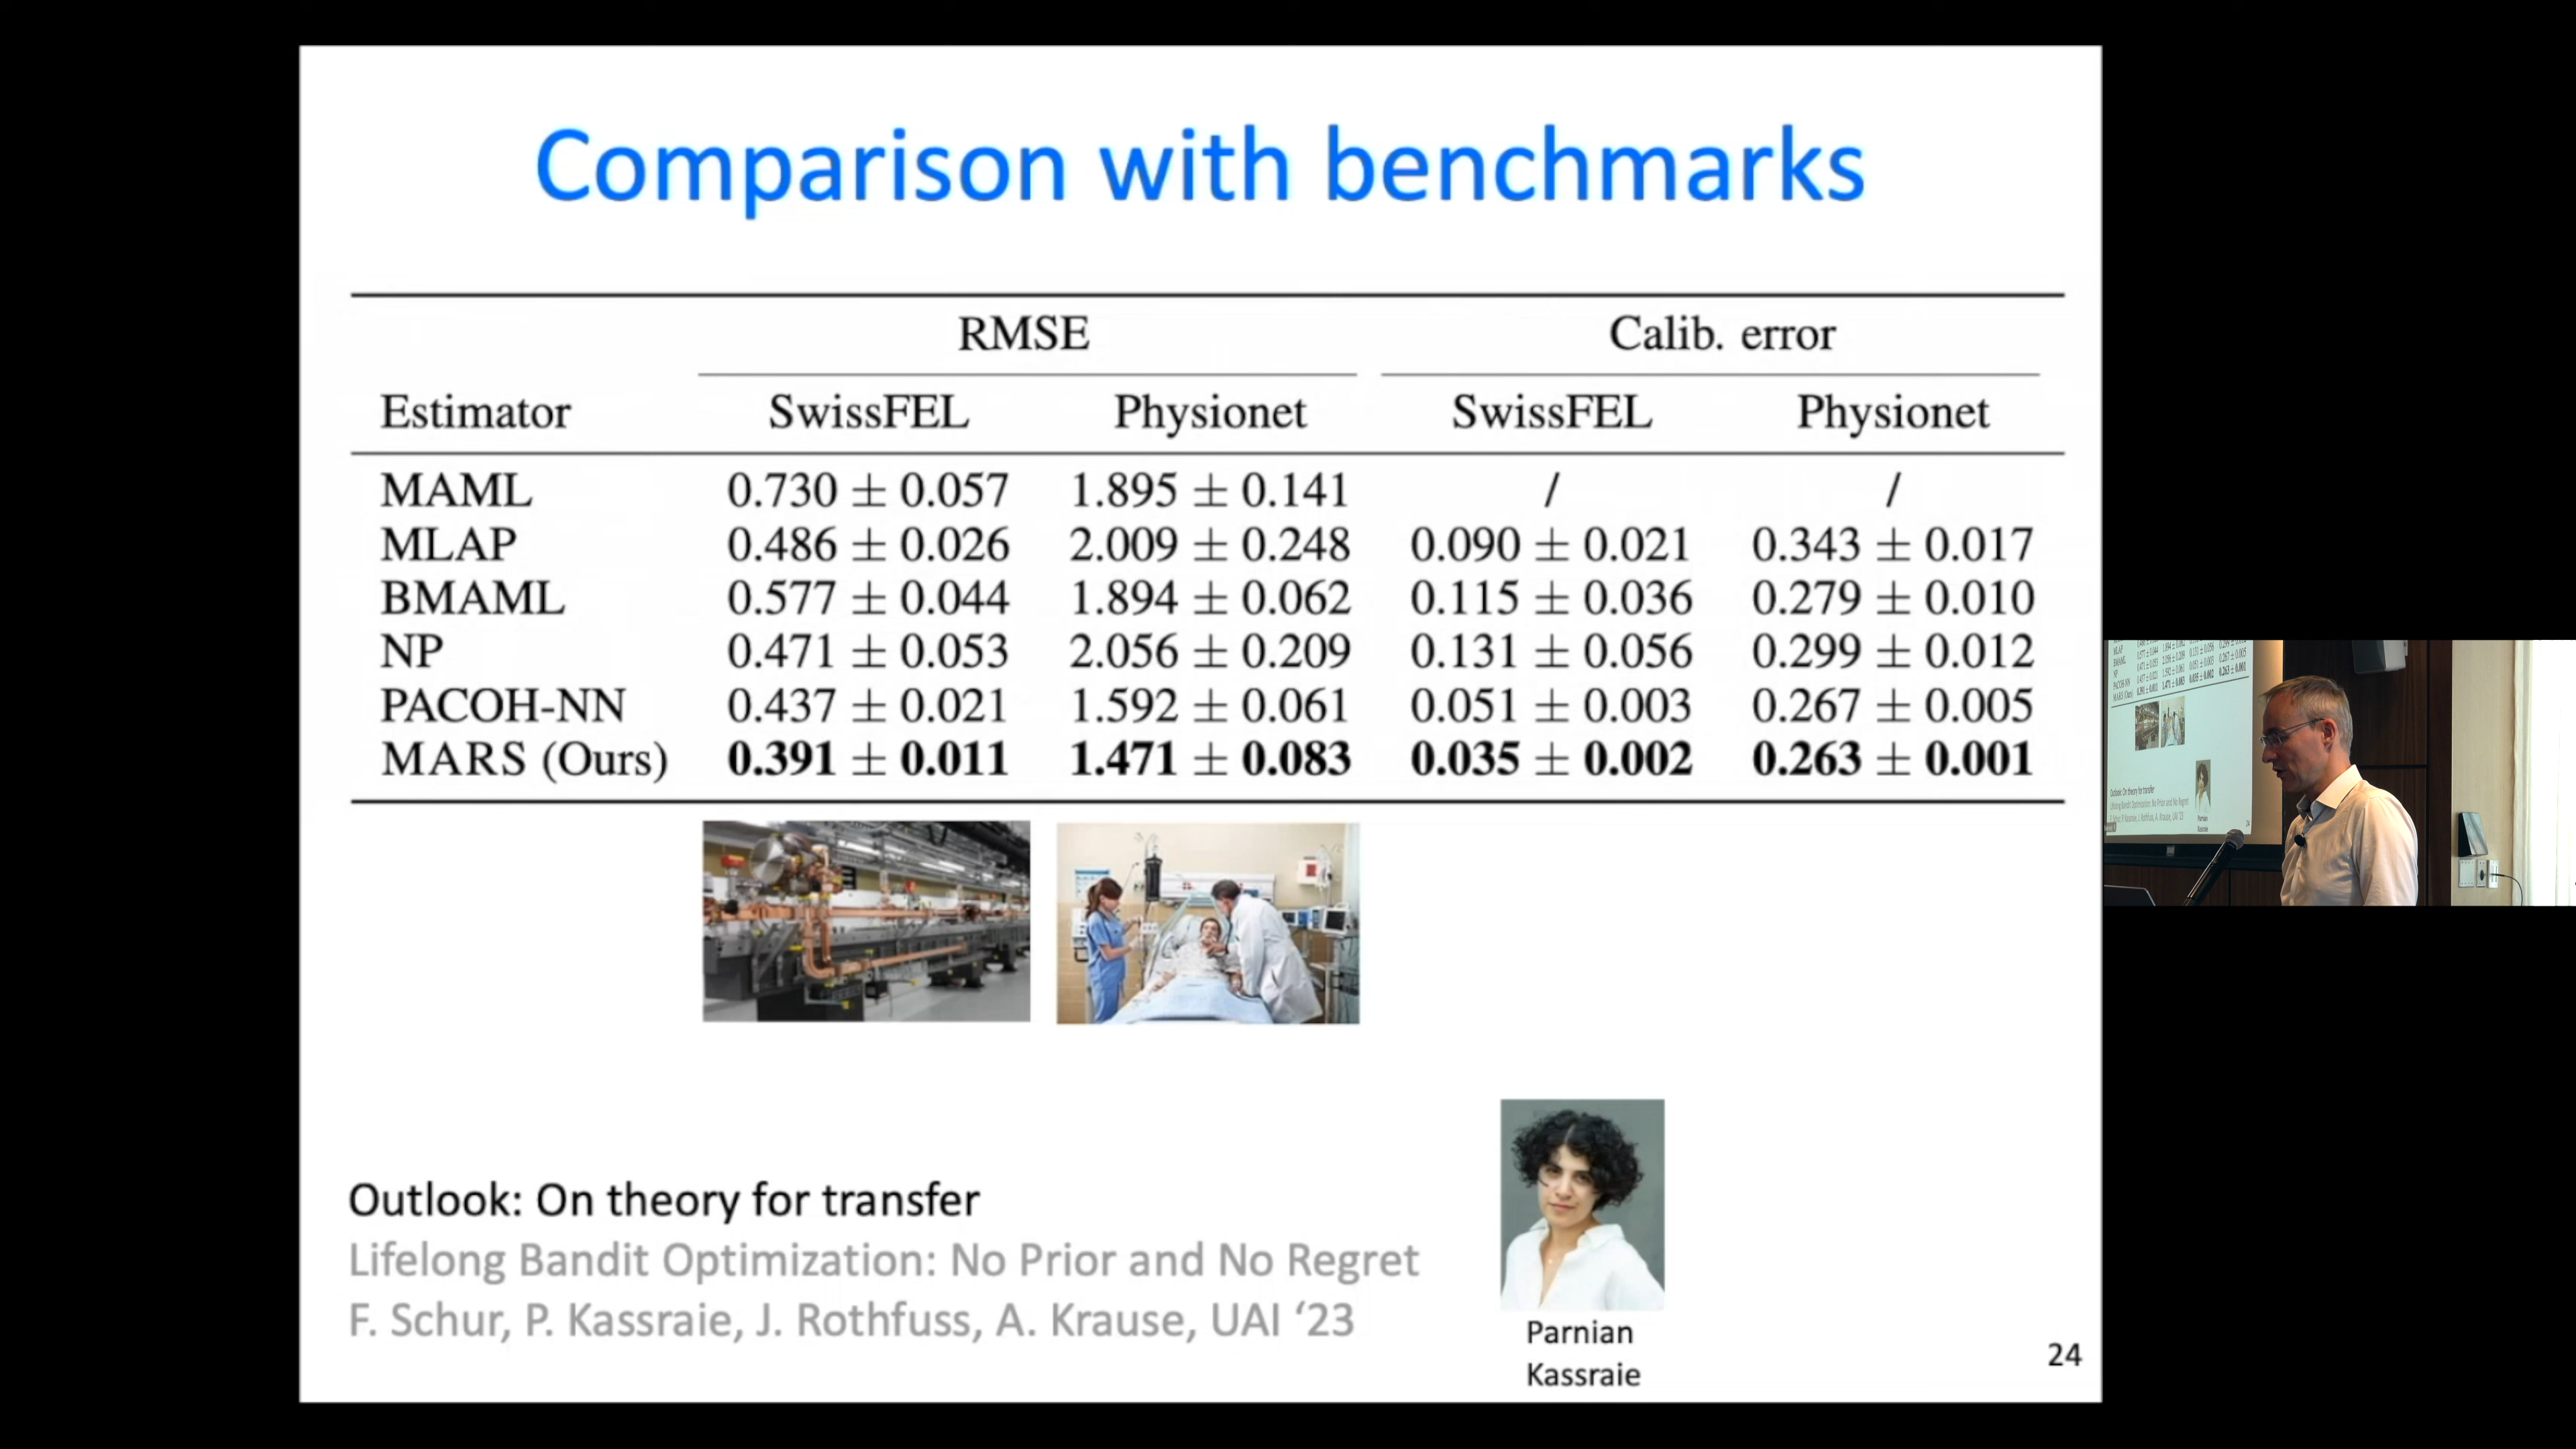 Comparison with benchmarks
RMSE Calib. error
Estimator SwissFEL Physionet SwissFEL Physionet
MAML 0.730 ± 0.057 1.895 ± 0.141 / /
MLAP 0.486 ± 0.026 2.009 ± 0.248 0.090 ± 0.021 0.343 ± 0.017
BMAML 0.577 ± 0.044 1.894 ± 0.062 0.115 ± 0.036 0.279 ± 0.010
NP 0.471 ± 0.053 2.056 ± 0.209 0.131 ± 0.056 0.299 ± 0.012
PACOH-NN 0.437 ± 0.021 1.592 ± 0.061 0.051 ± 0.003 0.267 ± 0.005
MARS (Ours) 0.391 ± 0.011 1.471 ± 0.083 0.035 ± 0.002 0.263 ± 0.001
Outlook: On theory for transfer
Lifelong Bandit Optimization: No Prior and No Regret
F. Schur, P. Kassraie, J. Rothfuss, A. Krause, UAI ‘23
Parnian
Kassraie
24